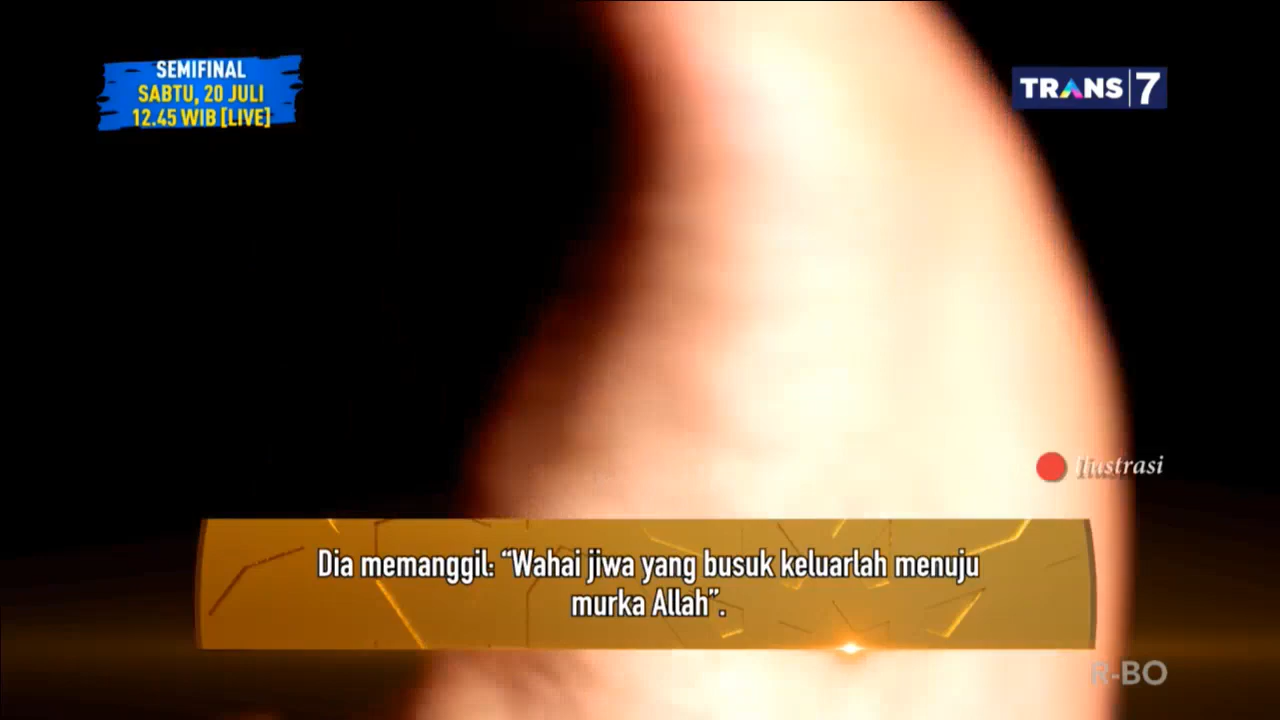 SEMIFINAL
SABTU, 20 JULI
12.45 WIB [LIVE]
TRANS|7
Ilustrasi
Dia memanggil: “Wahai jiwa yang busuk keluarlah menuju
murka Allah”.
R-BO